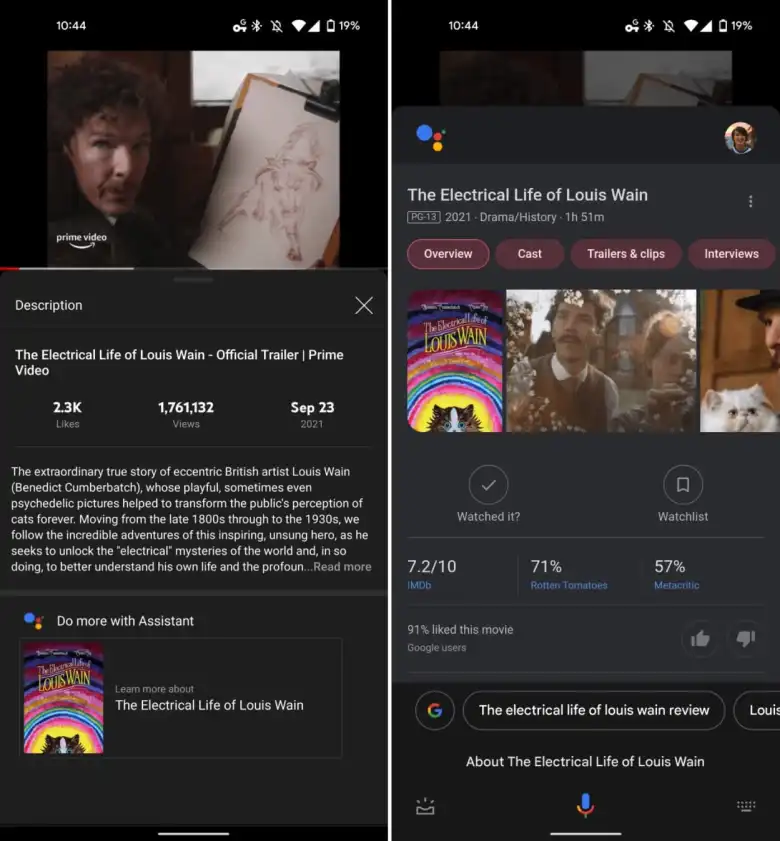 10:44
19%
prime video
Description
The Electrical Life of Louis Wain - Official Trailer | Prime
Video
2.3K
1,761,132
Sep 23
Likes
Views
2021
The extraordinary true story of eccentric British artist Louis Wain
(Benedict Cumberbatch), whose playful, sometimes even
psychedelic pictures helped to transform the public's perception of
cats forever. Moving from the late 1800s through to the 1930s, we
follow the incredible adventures of this inspiring, unsung hero, as he
seeks to unlock the "electrical" mysteries of the world and, in so
doing, to better understand his own life and the profoun...Read more
Do more with Assistant
The Electrical Life of
LOUIS WAIN
Learn more about
The Electrical Life of Louis Wain
10:44
19%
The Electrical Life of Louis Wain
PG-13 2021 · Drama/History · 1h 51m
Overview
Cast
Trailers & clips
Interviews
The Electrical Life of
LOUIS WAIN
Watched it?
Watchlist
7.2/10
71%
57%
IMDb
Rotten Tomatoes
Metacritic
91% liked this movie
Google users
The electrical life of louis wain review
Louis
About The Electrical Life of Louis Wain